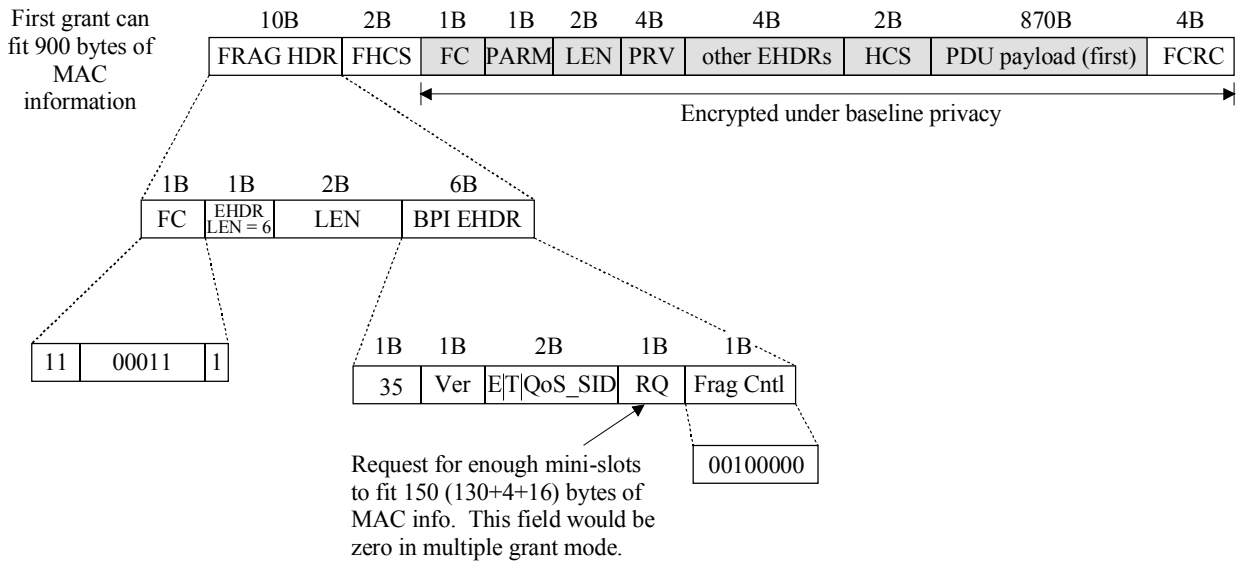 First grant can
fit 900 bytes of
MAC
information
10B 2B 1B 1B 2B 4B 4B 2B 870B 4B
FRAG HDR FHCS FC PARM LEN PRV other EHDRs HCS PDU payload (first) FCRC
Encrypted under baseline privacy
1B 1B 2B 6B
FC EHDR LEN = 6 LEN BPI EHDR
11 00011 1
1B 1B 2B 1B 1B
35 Ver E|T|QoS_SID RQ Frag Cntl
00100000
Request for enough mini-slots
to fit 150 (130+4+16) bytes of
MAC info. This field would be
zero in multiple grant mode.